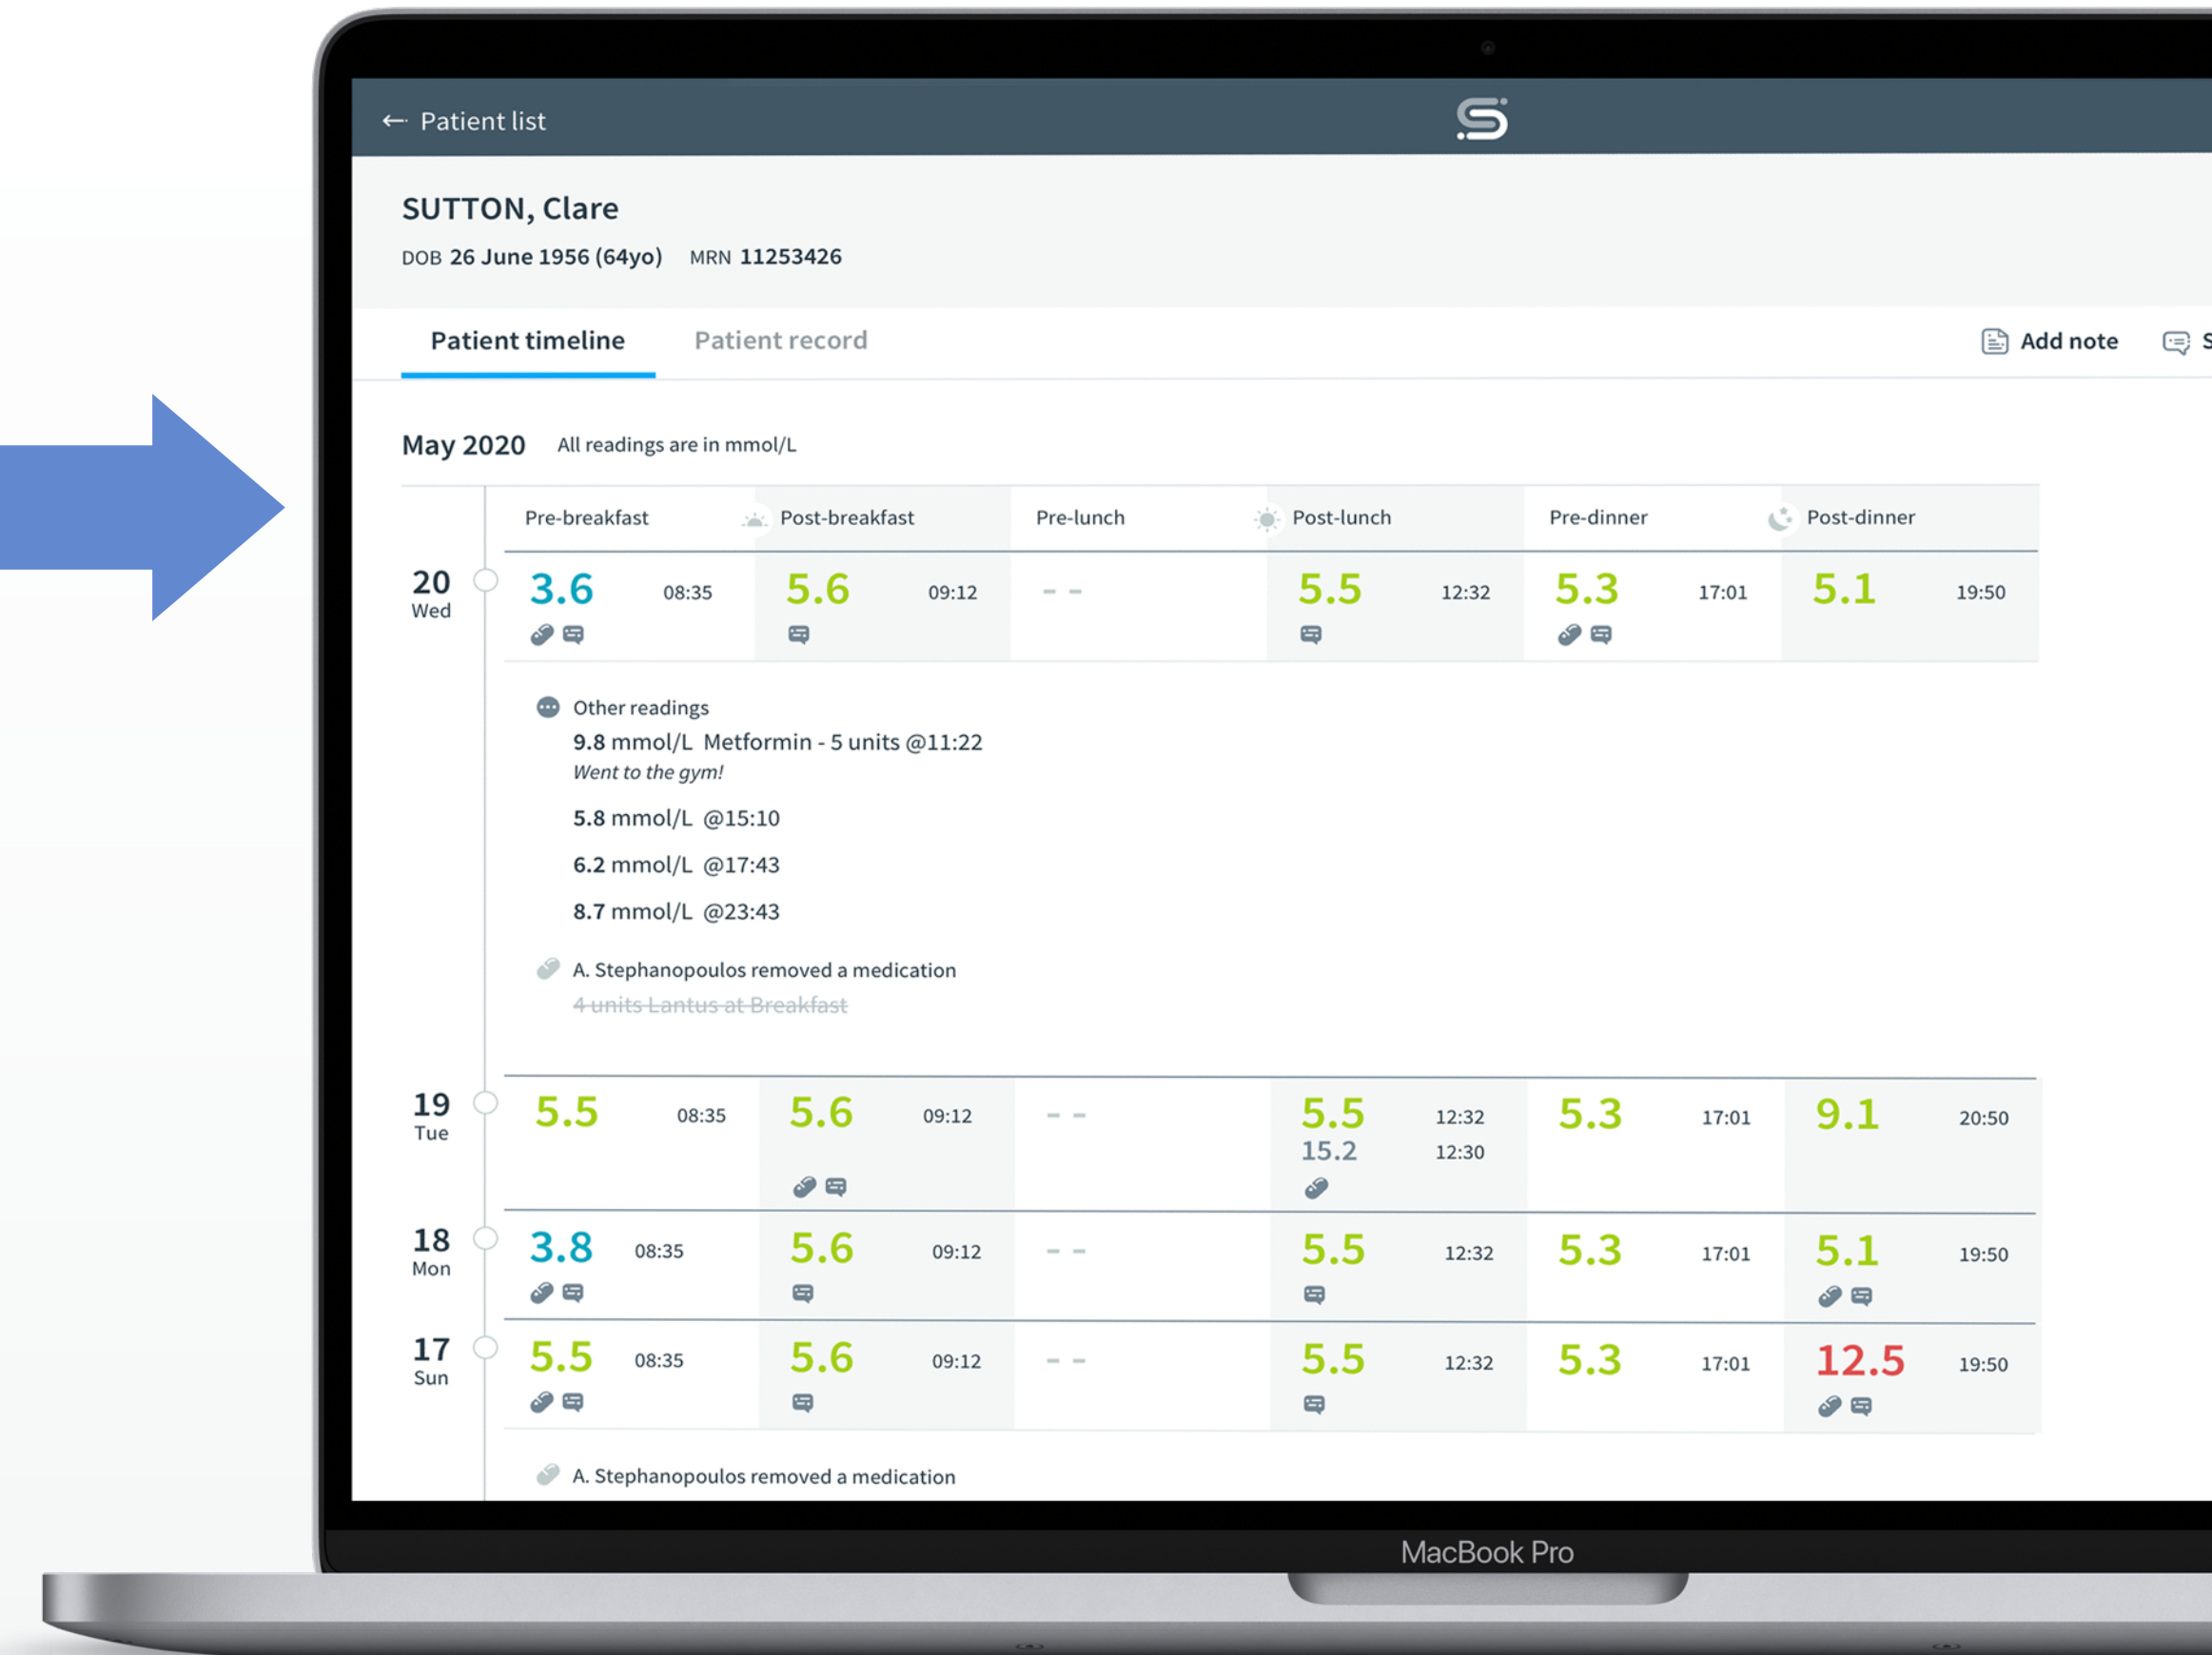 ← Patient list
SUTTON, Clare
DOB 26 June 1956 (64yo) MRN 11253426
Patient timeline Patient record Add note S
May 2020 All readings are in mmol/L
Pre-breakfast Post-breakfast Pre-lunch Post-lunch Pre-dinner Post-dinner
20 3.6 08:35 5.6 09:12 - - 5.5 12:32 5.3 17:01 5.1 19:50
Wed
Other readings
9.8 mmol/L Metformin - 5 units @11:22
Went to the gym!
5.8 mmol/L @15:10
6.2 mmol/L @17:43
8.7 mmol/L @23:43
A. Stephanopoulos removed a medication
4 units Lantus at Breakfast
19 5.5 08:35 5.6 09:12 - - 5.5 12:32 5.3 17:01 9.1 20:50
Tue 15.2 12:30
18 3.8 08:35 5.6 09:12 - - 5.5 12:32 5.3 17:01 5.1 19:50
Mon
17 5.5 08:35 5.6 09:12 - - 5.5 12:32 5.3 17:01 12.5 19:50
Sun
A. Stephanopoulos removed a medication
MacBook Pro